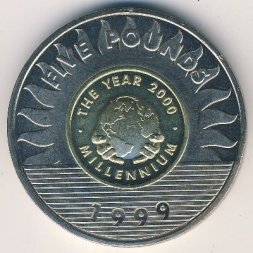 FIVE POUNDS
· THE YEAR 2000 ·
MILLENNIUM
1999